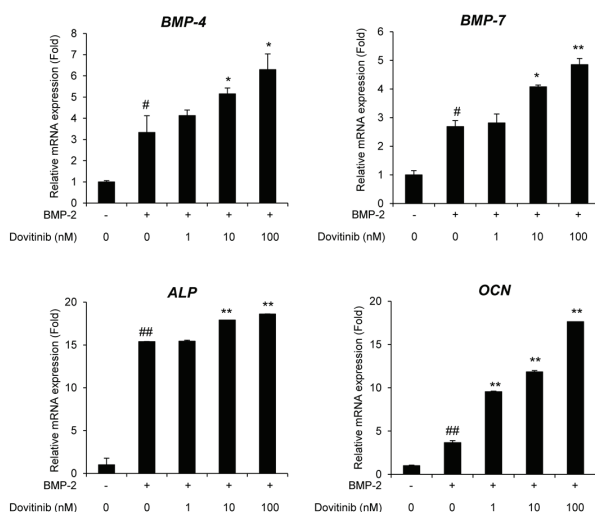 BMP-4
Relative mRNA expression (Fold)
8
7
6
5
4
3
2
1
0
#
*
*
BMP-2 - + + + +
Dovitinib (nM) 0 0 1 10 100
BMP-7
Relative mRNA expression (Fold)
6
5
4
3
2
1
0
#
*
**
BMP-2 - + + + +
Dovitinib (nM) 0 0 1 10 100
ALP
Relative mRNA expression (Fold)
20
15
10
5
0
##
**
**
BMP-2 - + + + +
Dovitinib (nM) 0 0 1 10 100
OCN
Relative mRNA expression (Fold)
20
15
10
5
0
##
**
**
**
BMP-2 - + + + +
Dovitinib (nM) 0 0 1 10 100